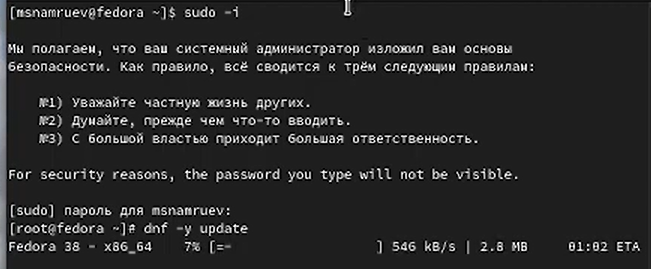 [msnamruev@fedora ~]$ sudo -i
Мы полагаем, что ваш системный администратор изложил вам основы
безопасности. Как правило, всё сводится к трём следующим правилам:
№1) Уважайте частную жизнь других.
№2) Думайте, прежде чем что-то вводить.
№3) С большой властью приходит большая ответственность.
For security reasons, the password you type will not be visible.
[sudo] пароль для msnamruev:
[root@fedora ~]# dnf -y update
Fedora 38 - x86_64 7% [=- ] 546 kB/s | 2.8 MB 01:02 ETA